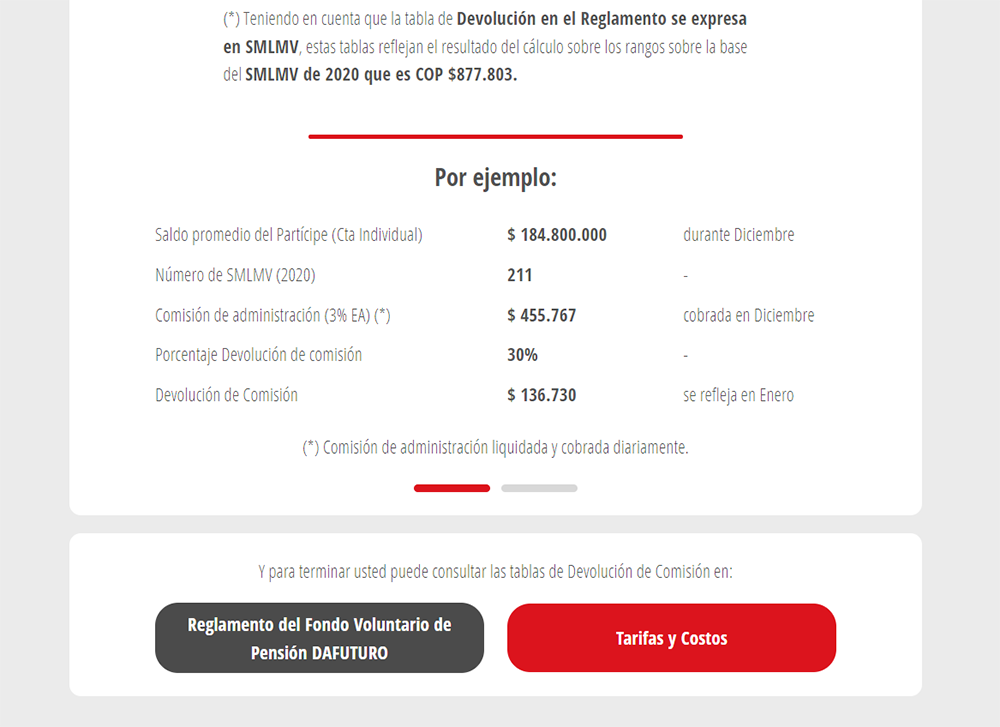 (*) Teniendo en cuenta que la tabla de Devolución en el Reglamento se expresa
en SMLMV, estas tablas reflejan el resultado del cálculo sobre los rangos sobre la base
del SMLMV de 2020 que es COP $877.803.
Por ejemplo:
Saldo promedio del Partícipe (Cta Individual) $ 184.800.000 durante Diciembre
Número de SMLMV (2020) 211 -
Comisión de administración (3% EA) (*) $ 455.767 cobrada en Diciembre
Porcentaje Devolución de comisión 30% -
Devolución de Comisión $ 136.730 se refleja en Enero
(*) Comisión de administración liquidada y cobrada diariamente.
Y para terminar usted puede consultar las tablas de Devolución de Comisión en:
Reglamento del Fondo Voluntario de
Pensión DAFUTURO
Tarifas y Costos